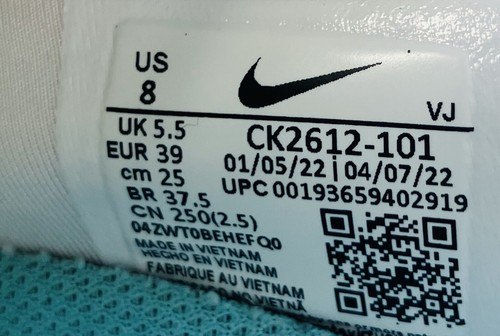 US
8
VJ
UK 5.5
EUR 39
cm 25
BR 37.5
CN 250(2.5)
04ZWT0BEHEFQ0
MADE IN VIETNAM
HECHO EN VIETNAM
FABRIQUE AU VIETNAM
VIETNÃ
CK2612-101
01/05/22 | 04/07/22
UPC 00193659402919